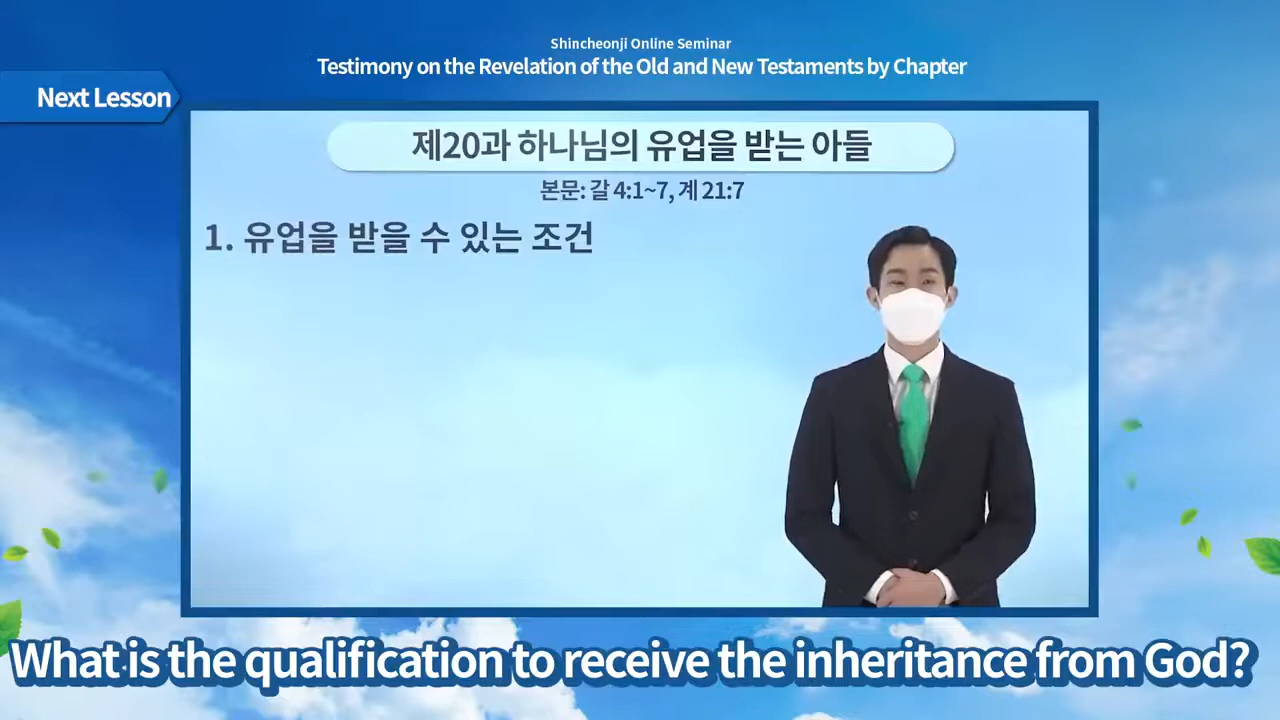 Shincheonji Online Seminar
Testimony on the Revelation of the Old and New Testaments by Chapter
Next Lesson
제20과 하나님의 유업을 받는 아들
본문: 갈 4:1~7, 계 21:7
1. 유업을 받을 수 있는 조건
What is the qualification to receive the inheritance from God?